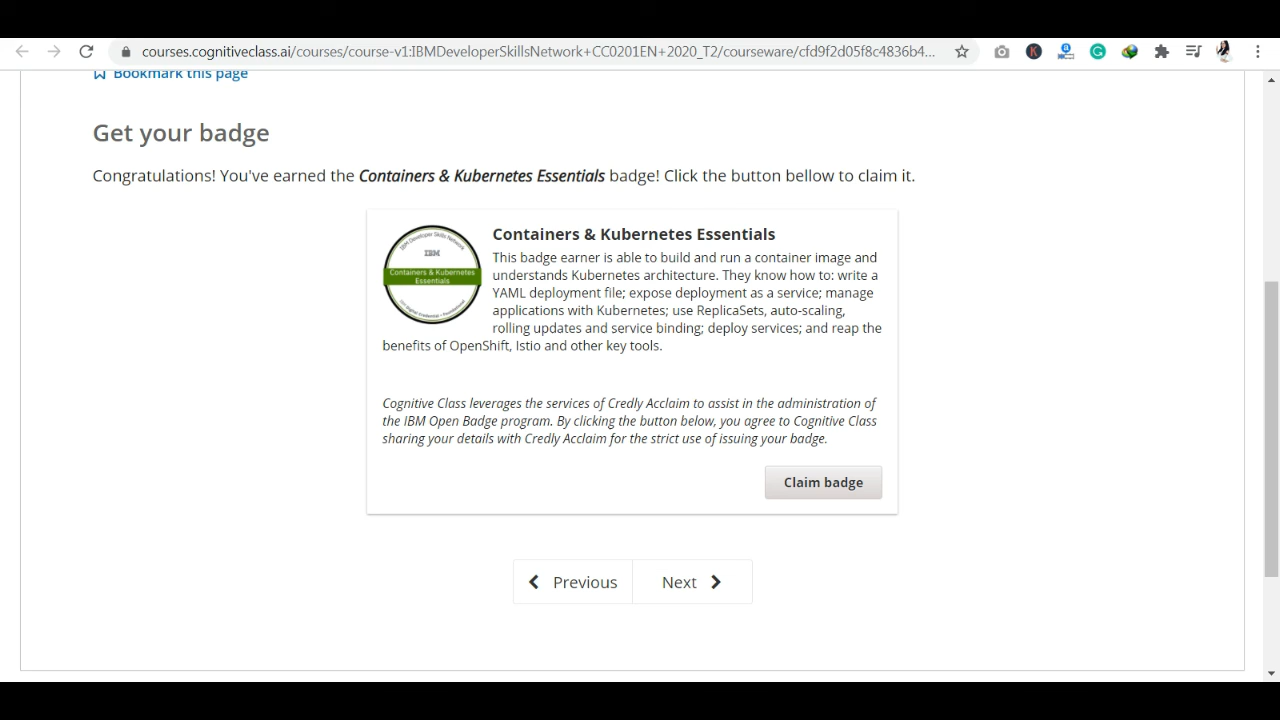 courses.cognitiveclass.ai/courses/course-v1:IBMDeveloperSkillsNetwork+CC0201EN+2020_T2/courseware/cfd9f2d05f8c4836b4...
Bookmark this page
Get your badge
Congratulations! You've earned the Containers & Kubernetes Essentials badge! Click the button bellow to claim it.
IBM Developer Skills Network
IBM
Containers & Kubernetes
Essentials
Containers & Kubernetes Essentials
This badge earner is able to build and run a container image and
understands Kubernetes architecture. They know how to: write a
YAML deployment file; expose deployment as a service; manage
applications with Kubernetes; use ReplicaSets, auto-scaling,
rolling updates and service binding; deploy services; and reap the
benefits of OpenShift, Istio and other key tools.
Cognitive Class leverages the services of Credly Acclaim to assist in the administration of
the IBM Open Badge program. By clicking the button below, you agree to Cognitive Class
sharing your details with Credly Acclaim for the strict use of issuing your badge.
Claim badge
Previous
Next